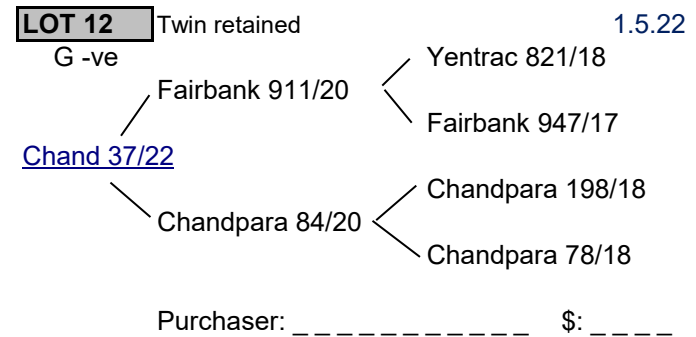 LOT 12 Twin retained 1.5.22
G -ve
Yentrac 821/18
Fairbank 911/20
Fairbank 947/17
Chand 37/22
Chandpara 198/18
Chandpara 84/20
Chandpara 78/18
Purchaser: _ _ _ _ _ _ _ _ _ _ _ $: _ _ _ _